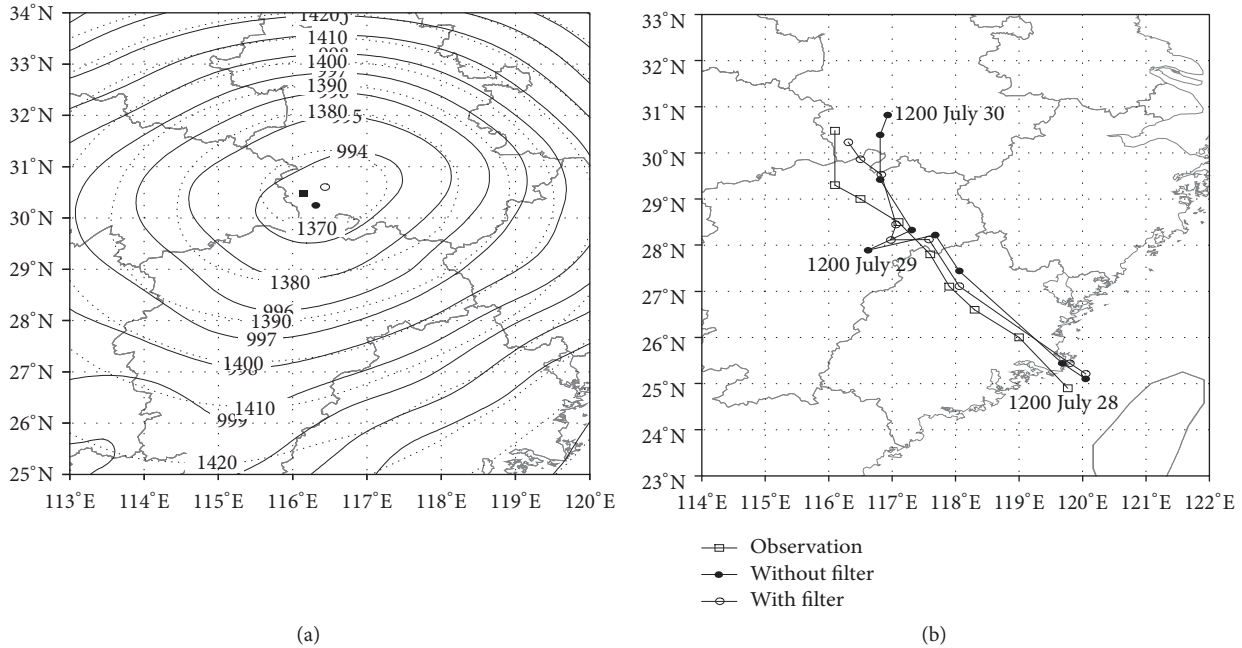 34°N
33°N
32°N
31°N
30°N
29°N
28°N
27°N
26°N
25°N
1420
1410
998
1400
997
1390
996
1380
994
1370
1380
996
1390
997
1400
1410
999
1420
113°E 114°E 115°E 116°E 117°E 118°E 119°E 120°E
(a)
33°N
32°N
31°N
30°N
29°N
28°N
27°N
26°N
25°N
24°N
23°N
1200 July 30
1200 July 29
1200 July 28
114°E 115°E 116°E 117°E 118°E 119°E 120°E 121°E 122°E
Observation
Without filter
With filter
(b)